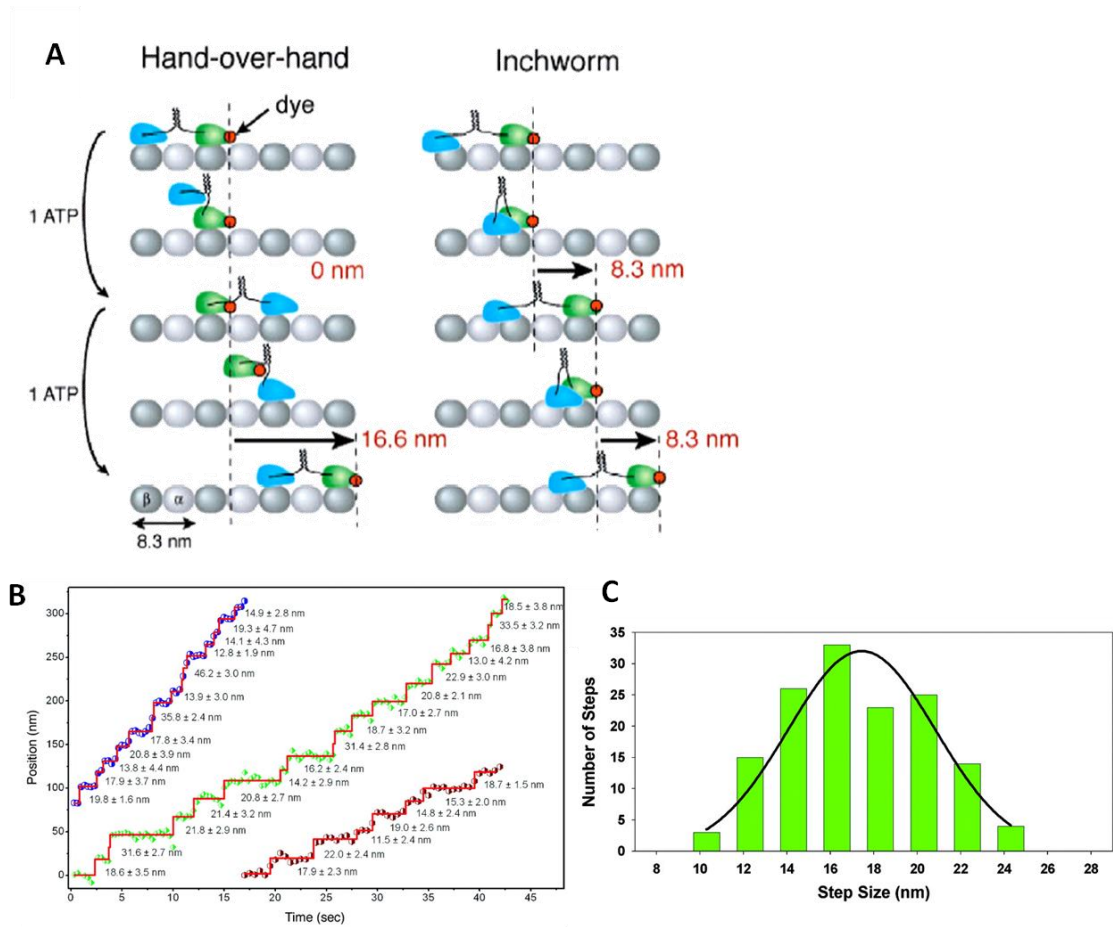 A
Hand-over-hand
Inchworm
dye
1 ATP
0 nm
8.3 nm
1 ATP
16.6 nm
8.3 nm
β α
8.3 nm
B
Position (nm)
300
250
200
150
100
50
0
14.9 ± 2.8 nm
19.3 ± 4.7 nm
14.1 ± 4.3 nm
12.8 ± 1.9 nm
46.2 ± 3.0 nm
13.9 ± 3.0 nm
35.8 ± 2.4 nm
17.8 ± 3.4 nm
20.8 ± 3.9 nm
13.8 ± 4.4 nm
17.9 ± 3.7 nm
19.8 ± 1.6 nm
18.5 ± 3.8 nm
33.5 ± 3.2 nm
16.8 ± 3.8 nm
13.0 ± 4.2 nm
22.9 ± 3.0 nm
20.8 ± 2.1 nm
17.0 ± 2.7 nm
18.7 ± 3.2 nm
31.4 ± 2.8 nm
16.2 ± 2.4 nm
14.2 ± 2.9 nm
20.8 ± 2.7 nm
21.4 ± 3.2 nm
21.8 ± 2.9 nm
31.6 ± 2.7 nm
18.6 ± 3.5 nm
18.7 ± 1.5 nm
15.3 ± 2.0 nm
14.8 ± 2.4 nm
19.0 ± 2.6 nm
11.5 ± 2.4 nm
22.0 ± 2.4 nm
17.9 ± 2.3 nm
0 5 10 15 20 25 30 35 40 45
Time (sec)
C
Number of Steps
35
30
25
20
15
10
5
0
8 10 12 14 16 18 20 22 24 26 28
Step Size (nm)